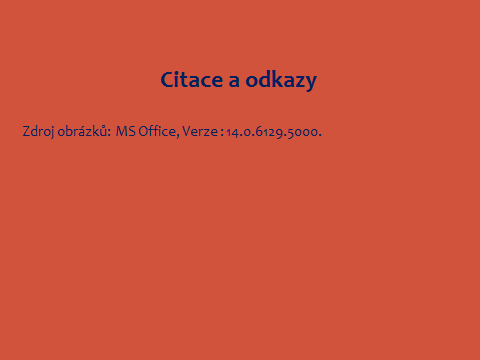 Citace a odkazy
Zdroj obrázků: MS Office, Verze : 14.0.6129.5000.